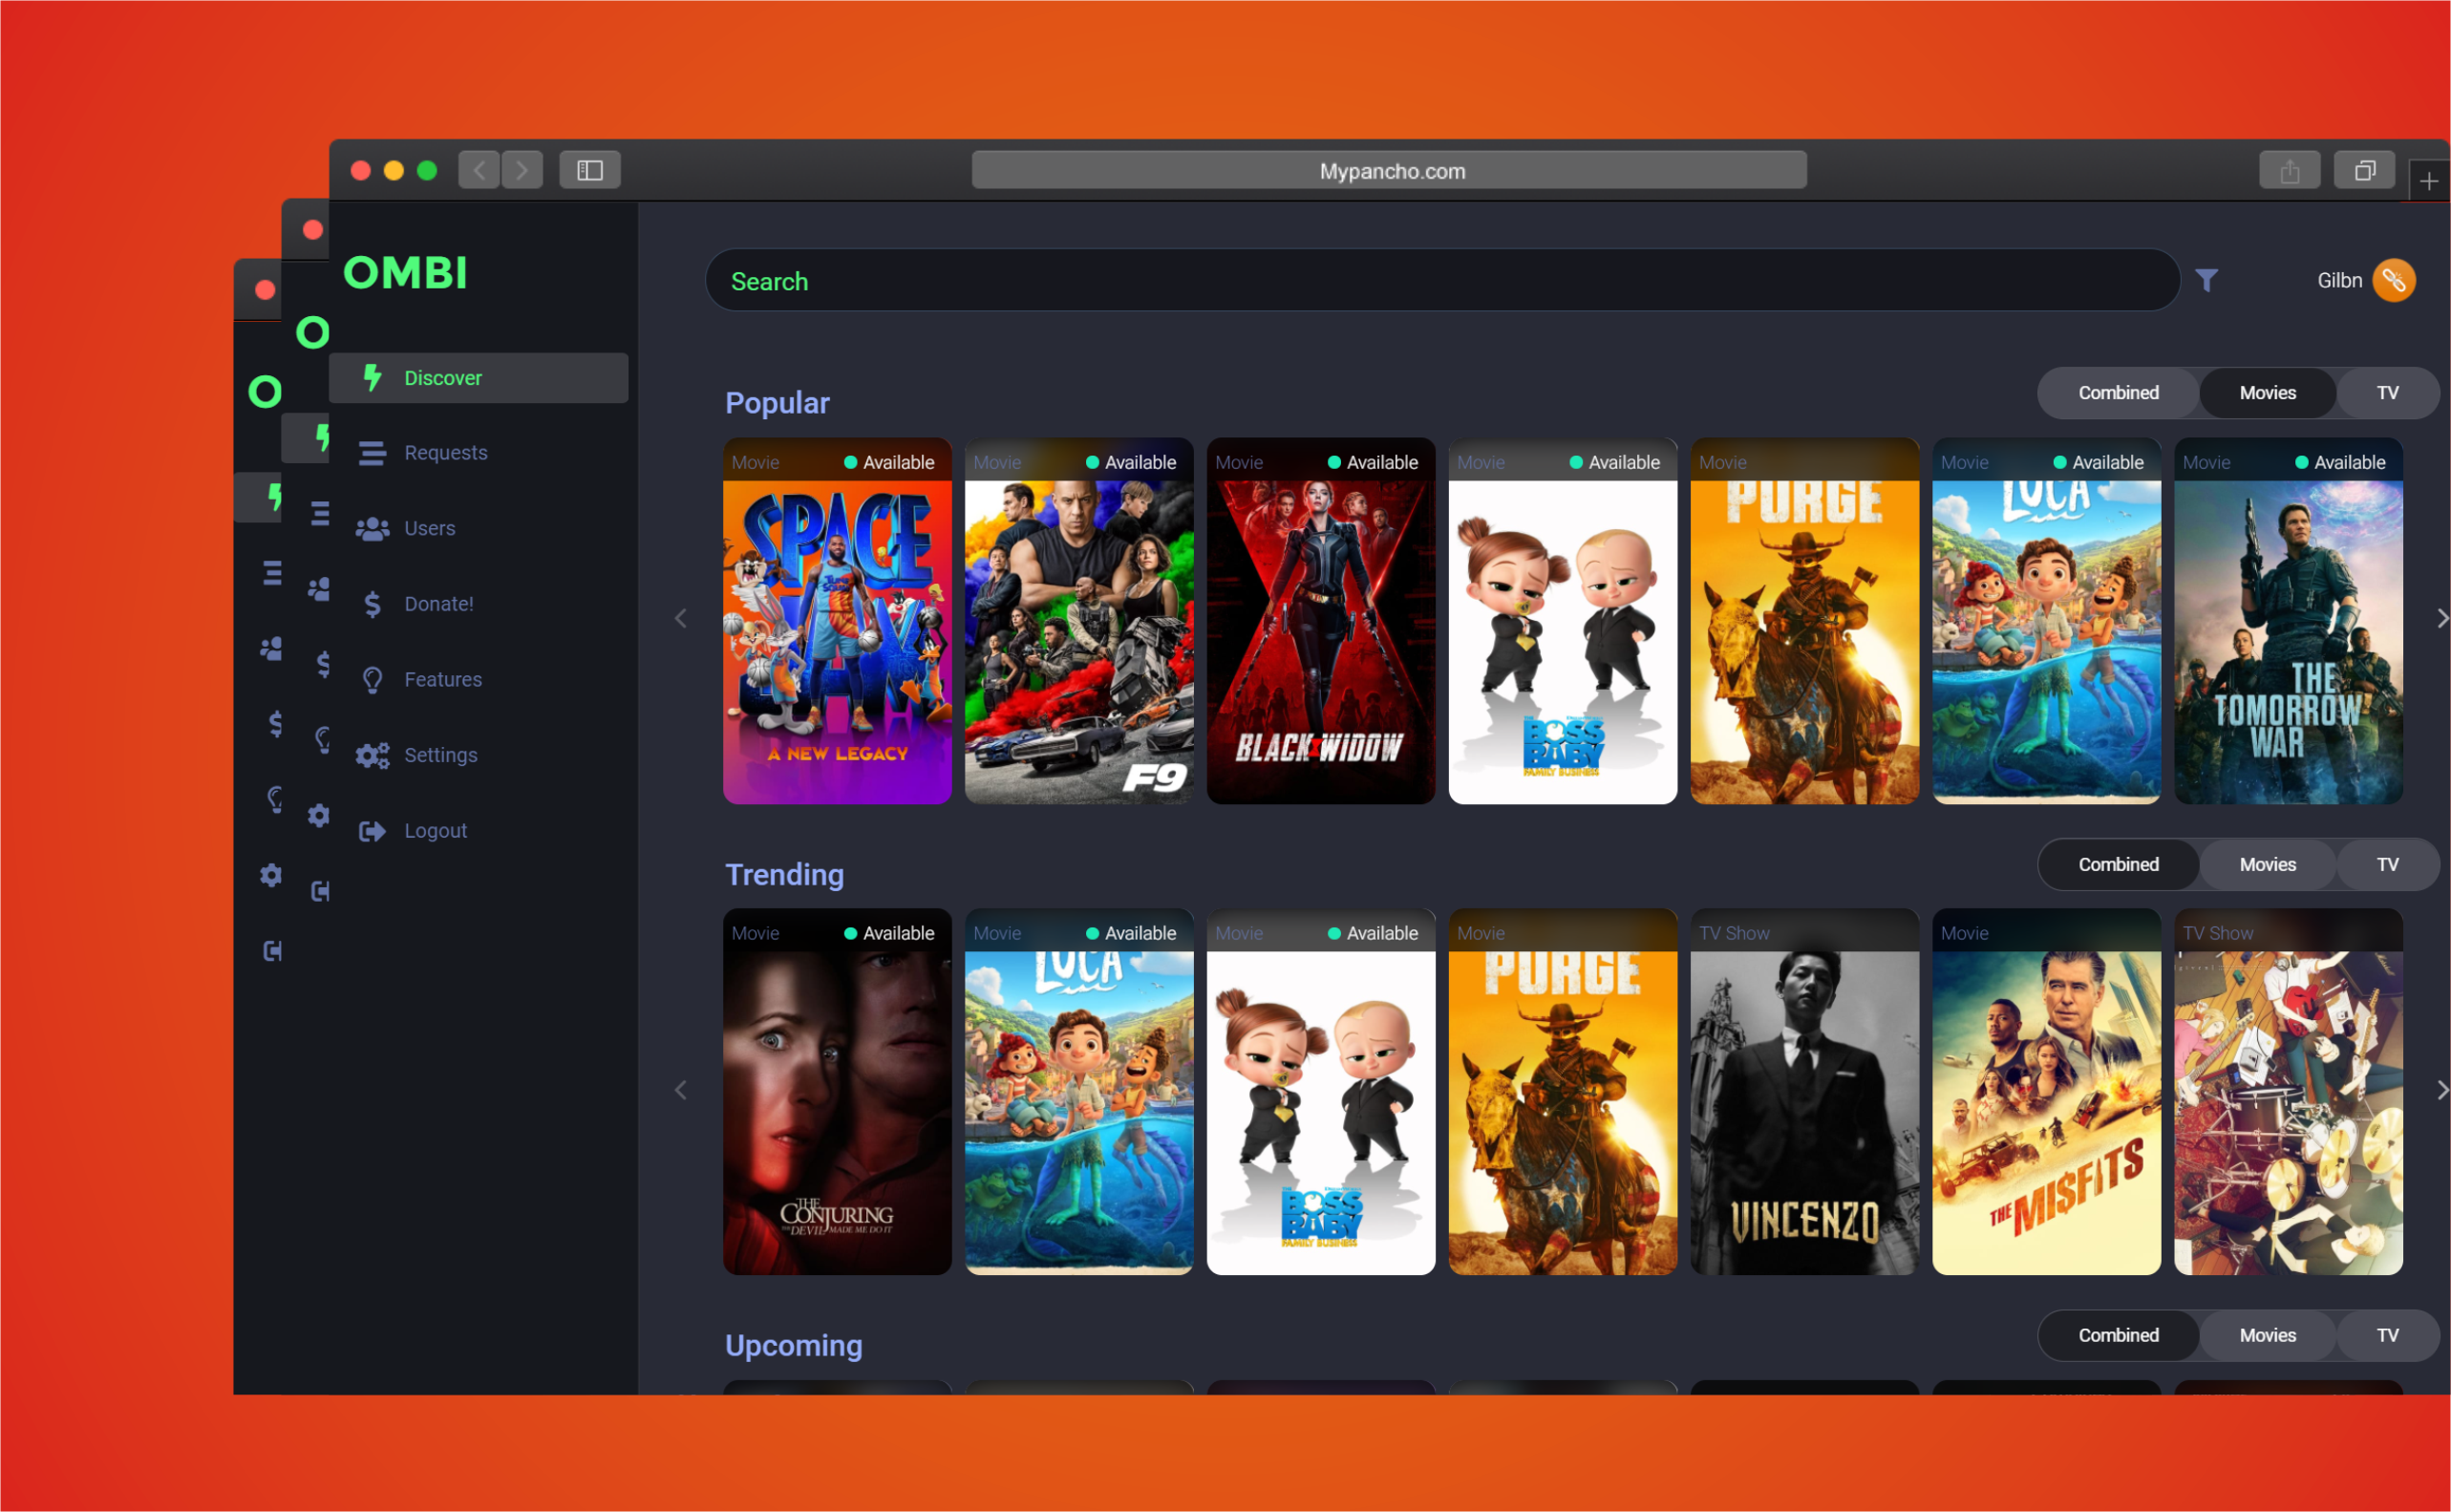 Mypancho.com
OMBI
Search
Gilbn
Discover
Requests
Users
Donate!
Features
Settings
Logout
Popular
Combined Movies TV
Movie Available
SPACE
JAM
A NEW LEGACY
Movie Available
F9
Movie Available
BLACK WIDOW
Movie Available
THE
BOSS
BABY
FAMILY BUSINESS
Movie
PURGE
Movie Available
LUCA
Movie Available
THE
TOMORROW
WAR
Trending
Combined Movies TV
Movie Available
THE
CONJURING
THE DEVIL MADE ME DO IT
Movie Available
LUCA
Movie Available
THE
BOSS
BABY
FAMILY BUSINESS
Movie
PURGE
TV Show
VINCENZO
Movie
THE MI$FITS
TV Show
Upcoming
Combined Movies TV